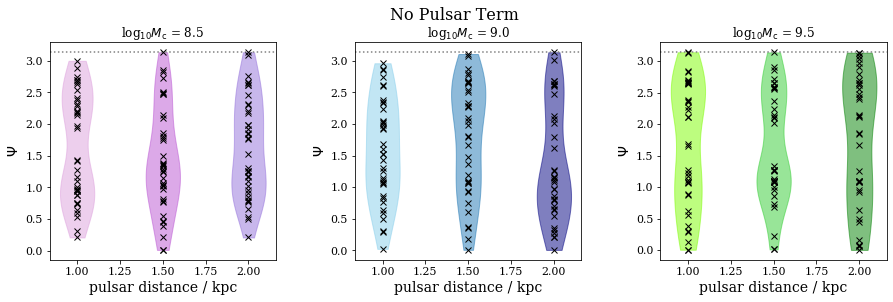 No Pulsar Term
log₁₀M_c = 8.5
3.0
2.5
2.0
1.5
1.0
0.5
0.0
Ψ
1.00 1.25 1.50 1.75 2.00
pulsar distance / kpc
log₁₀M_c = 9.0
3.0
2.5
2.0
1.5
1.0
0.5
0.0
Ψ
1.00 1.25 1.50 1.75 2.00
pulsar distance / kpc
log₁₀M_c = 9.5
3.0
2.5
2.0
1.5
1.0
0.5
0.0
Ψ
1.00 1.25 1.50 1.75 2.00
pulsar distance / kpc